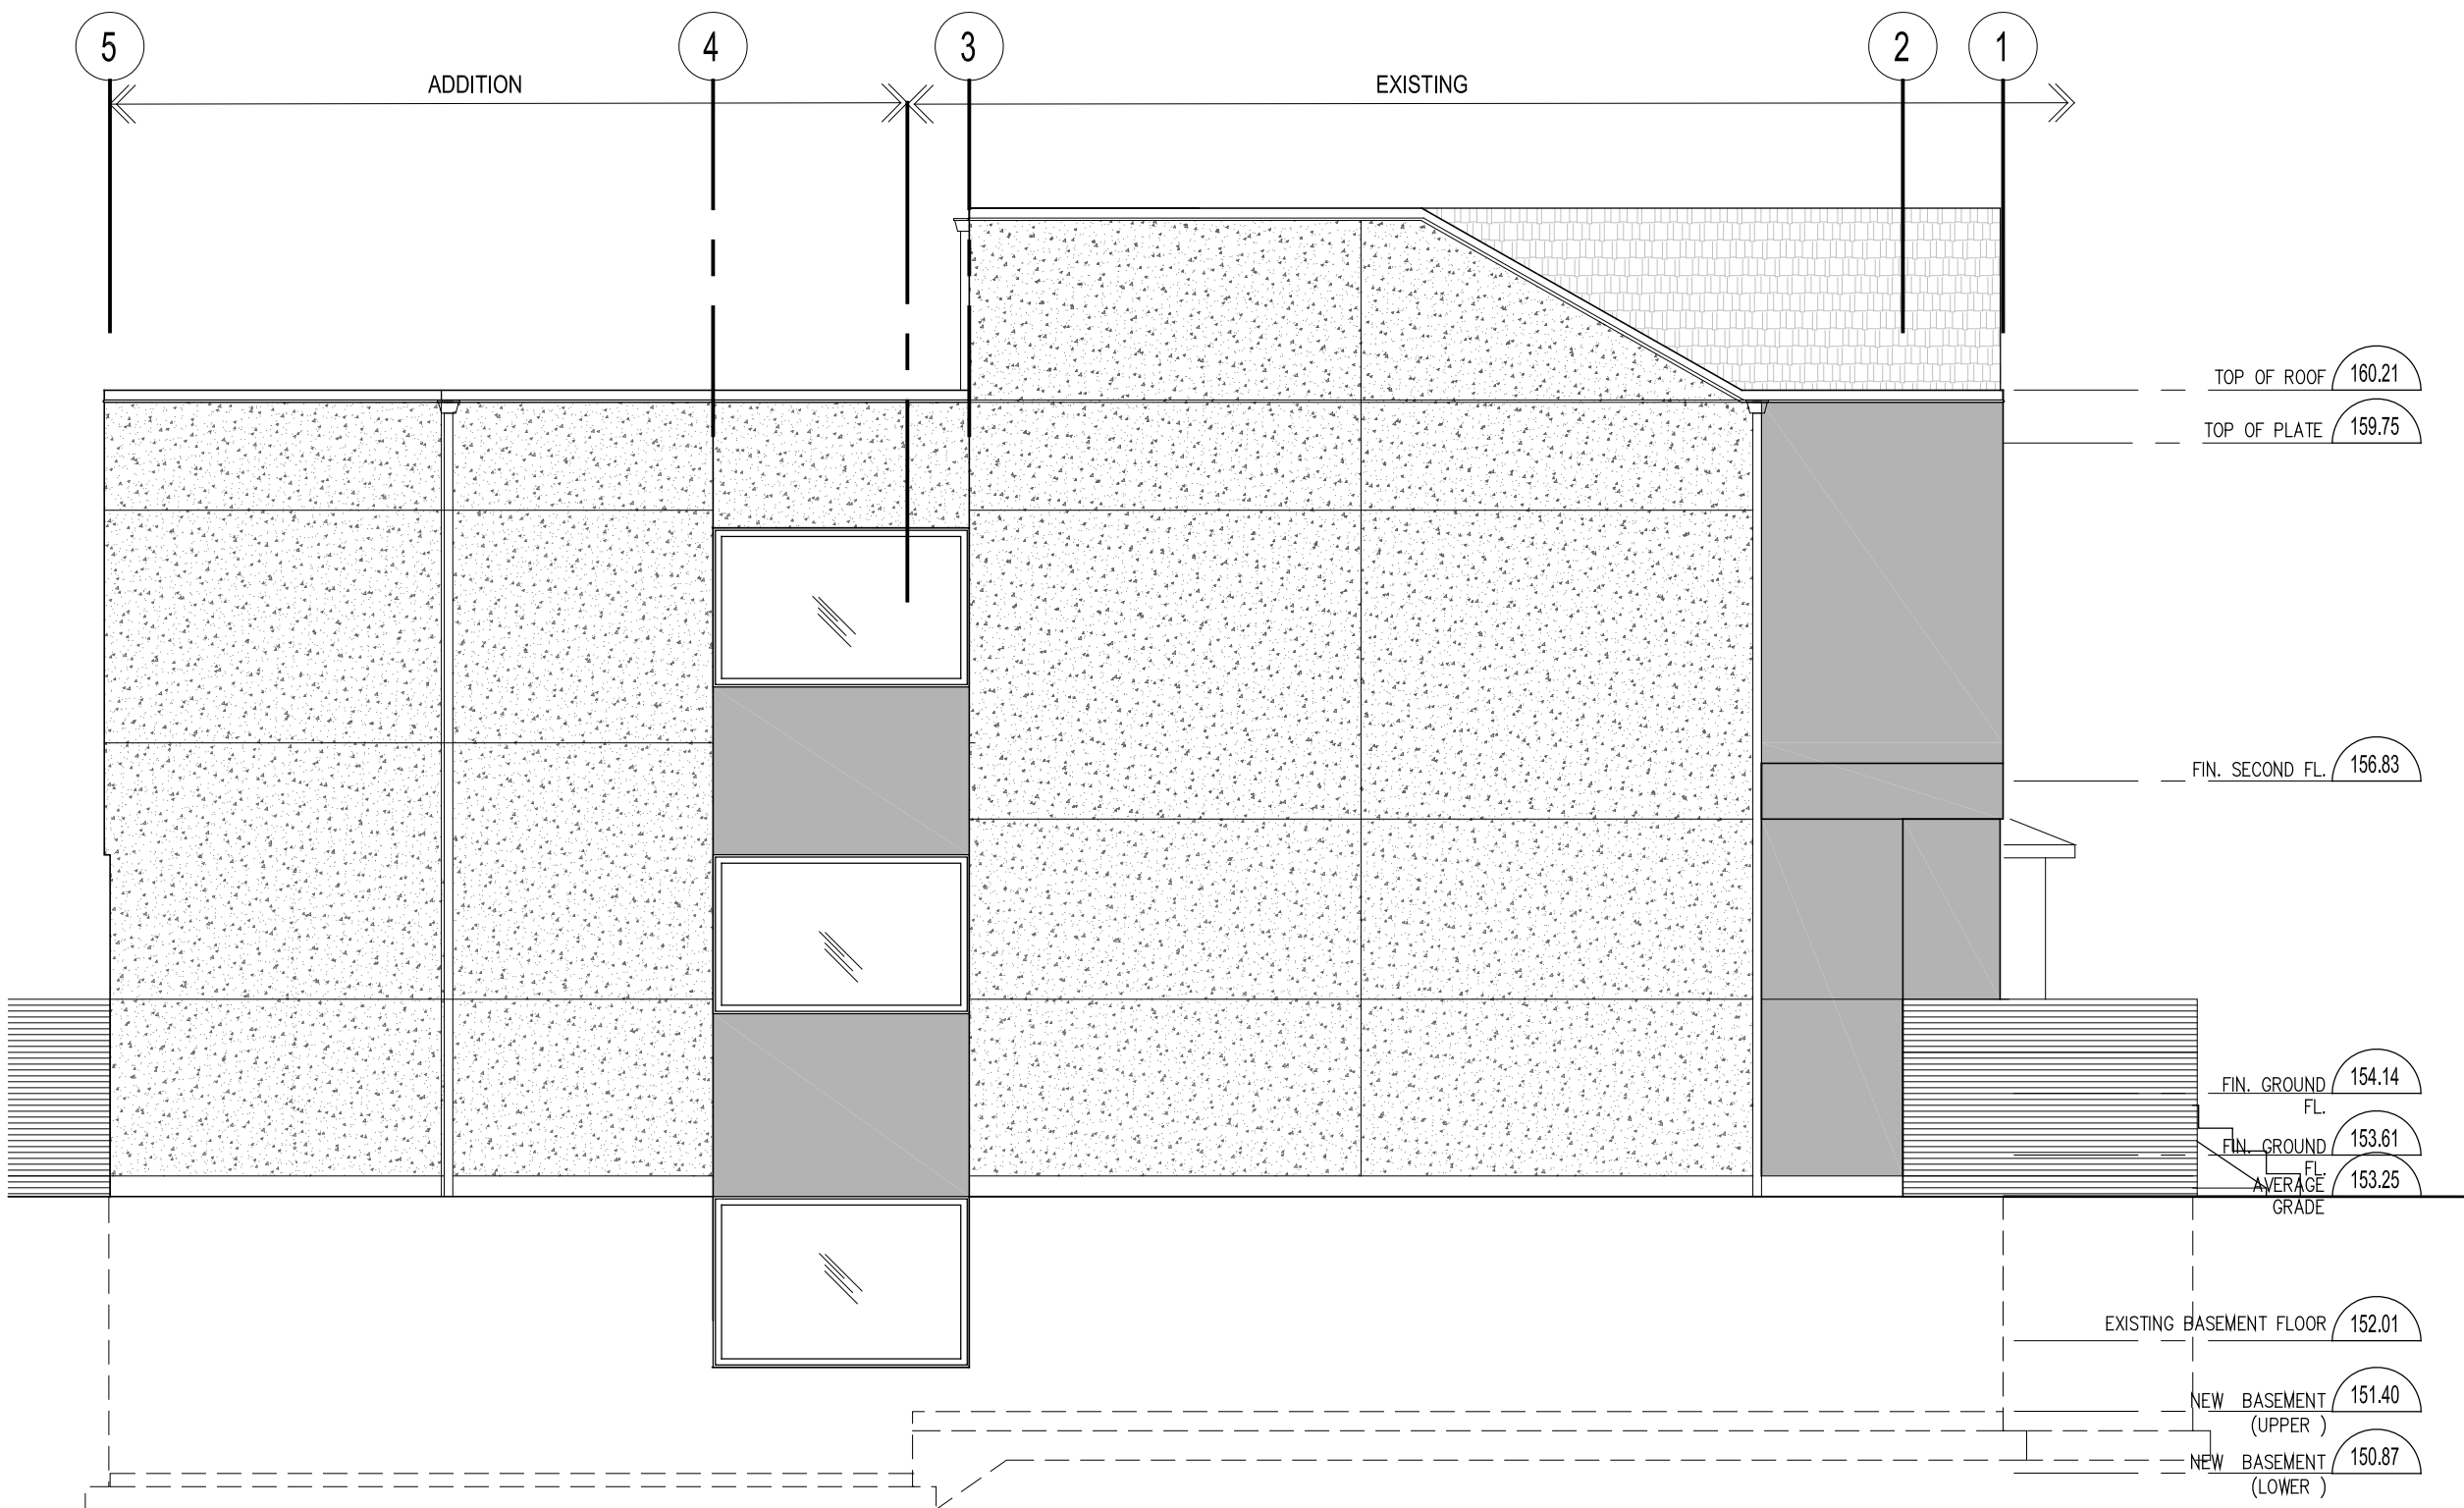 5 4 3 2 1
ADDITION EXISTING
TOP OF ROOF 160.21
TOP OF PLATE 159.75
FIN. SECOND FL. 156.83
FIN. GROUND 154.14
FL.
FIN. GROUND 153.61
FL.
AVERAGE 153.25
GRADE
EXISTING BASEMENT FLOOR 152.01
NEW BASEMENT 151.40
(UPPER )
NEW BASEMENT 150.87
(LOWER )